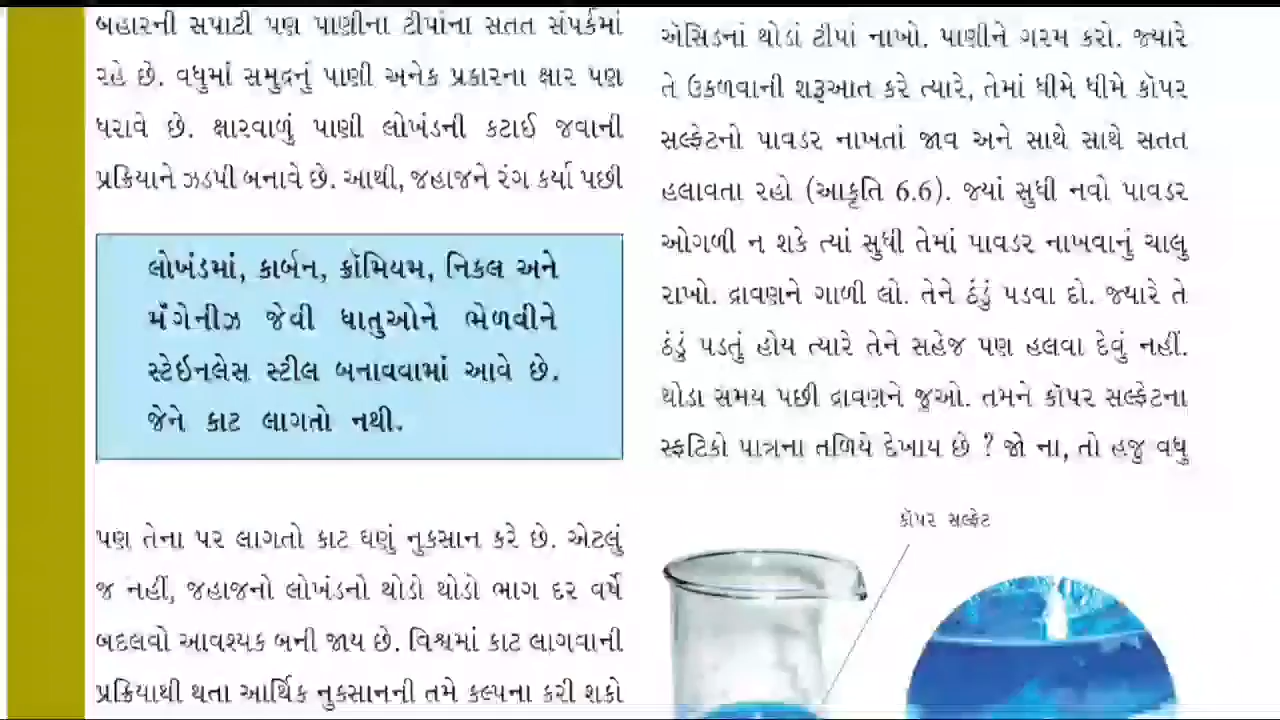 બહારની સપાટી પણ પાણીના ટીપાંના સતત સંપર્કમાં
રહે છે. વધુમાં સમુદ્રનું પાણી અનેક પ્રકારના ક્ષાર પણ
ધરાવે છે. ક્ષારવાળું પાણી લોખંડની કટાઈ જવાની
પ્રક્રિયાને ઝડપી બનાવે છે. આથી, જહાજને રંગ કર્યા પછી
લોખંડમાં, કાર્બન, ક્રૉમિયમ, નિકલ અને
મૅંગેનીઝ જેવી ધાતુઓને ભેળવીને
સ્ટેઇનલેસ સ્ટીલ બનાવવામાં આવે છે.
જેને કાટ લાગતો નથી.
પણ તેના પર લાગતો કાટ ઘણું નુકસાન કરે છે. એટલું
જ નહીં, જહાજનો લોખંડનો થોડો થોડો ભાગ દર વર્ષે
બદલવો આવશ્યક બની જાય છે. વિશ્વમાં કાટ લાગવાની
પ્રક્રિયાથી થતા આર્થિક નુકસાનની તમે કલ્પના કરી શકો
ઍસિડનાં થોડાં ટીપાં નાખો. પાણીને ગરમ કરો. જ્યારે
તે ઉકળવાની શરૂઆત કરે ત્યારે, તેમાં ધીમે ધીમે કૉપર
સલ્ફેટનો પાવડર નાખતાં જાવ અને સાથે સાથે સતત
હલાવતા રહો (આકૃતિ 6.6). જ્યાં સુધી નવો પાવડર
ઓગળી ન શકે ત્યાં સુધી તેમાં પાવડર નાખવાનું ચાલુ
રાખો. દ્રાવણને ગાળી લો. તેને ઠંડું પડવા દો. જ્યારે તે
ઠંડું પડતું હોય ત્યારે તેને સહેજ પણ હલવા દેવું નહીં.
થોડા સમય પછી દ્રાવણને જુઓ. તમને કૉપર સલ્ફેટના
સ્ફટિકો પાત્રના તળિયે દેખાય છે ? જો ના, તો હજુ વધુ
કૉપર સલ્ફેટ